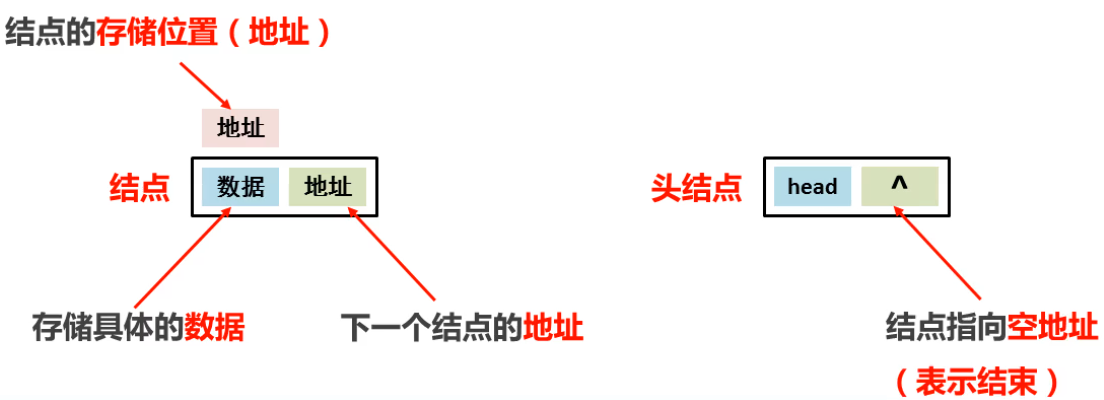 结点的存储位置（地址）
地址
结点 数据 地址
头结点 head ^
存储具体的数据
下一个结点的地址
结点指向空地址
（表示结束）